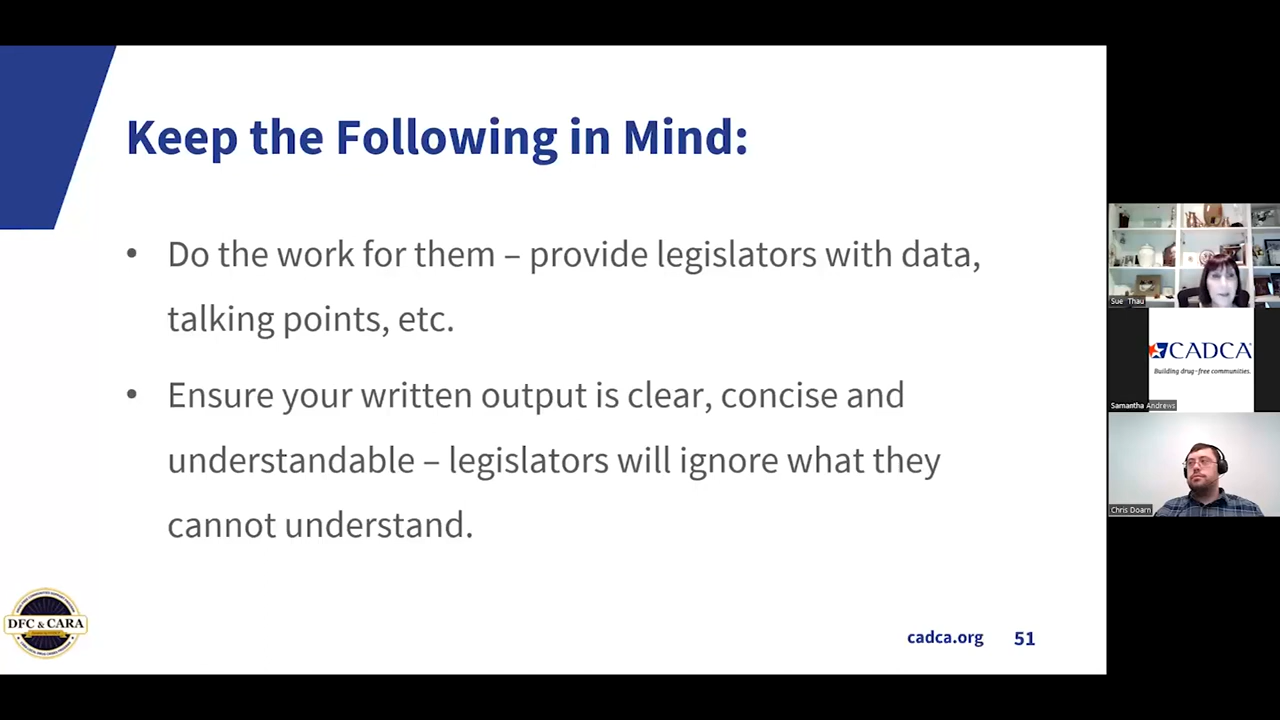 Keep the Following in Mind:
• Do the work for them – provide legislators with data,
talking points, etc.
• Ensure your written output is clear, concise and
understandable – legislators will ignore what they
cannot understand.
DFC & CARA
cadca.org 51
Sue Thau
CADCA
Building drug-free communities.
Samantha Andrews
Chris Doarn